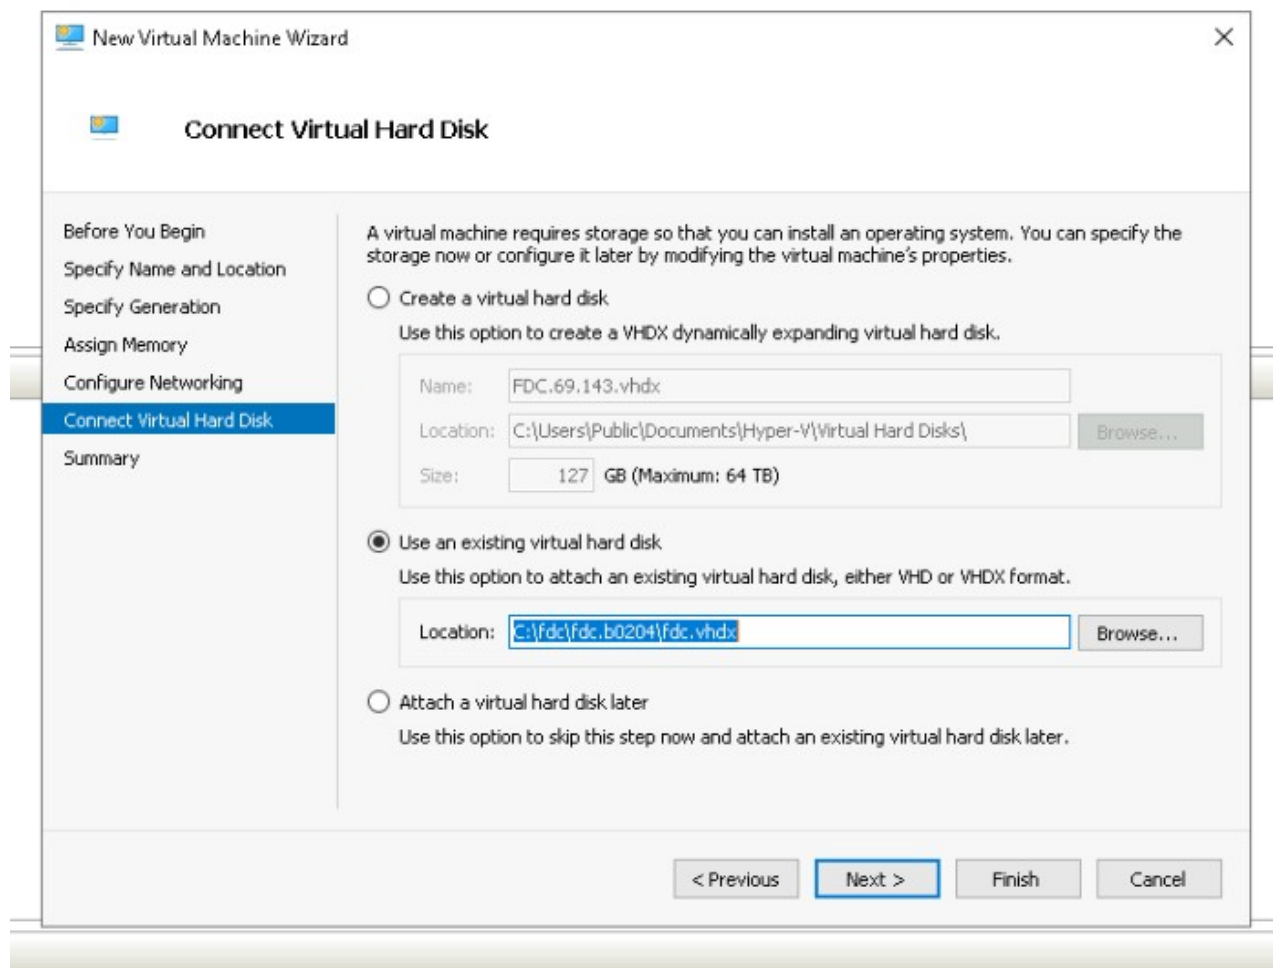 New Virtual Machine Wizard
Connect Virtual Hard Disk
Before You Begin
Specify Name and Location
Specify Generation
Assign Memory
Configure Networking
Connect Virtual Hard Disk
Summary
A virtual machine requires storage so that you can install an operating system. You can specify the
storage now or configure it later by modifying the virtual machine's properties.
Create a virtual hard disk
Use this option to create a VHDX dynamically expanding virtual hard disk.
Name: FDC.69.143.vhdx
Location: C:\Users\Public\Documents\Hyper-V\Virtual Hard Disks\ Browse...
Size: 127 GB (Maximum: 64 TB)
Use an existing virtual hard disk
Use this option to attach an existing virtual hard disk, either VHD or VHDX format.
Location: C:\fdc\fdc.b0204\fdc.vhdx Browse...
Attach a virtual hard disk later
Use this option to skip this step now and attach an existing virtual hard disk later.
< Previous Next > Finish Cancel